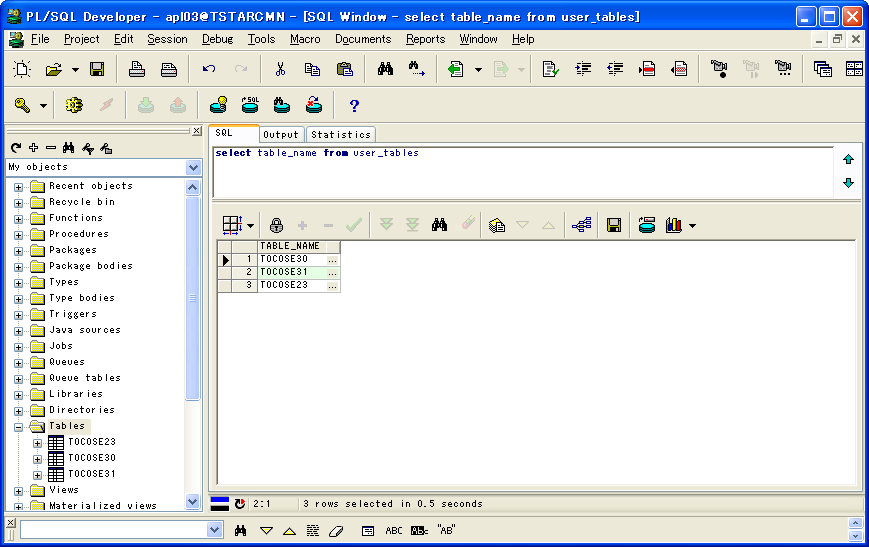 PL/SQL Developer - apl03@TSTARCMN - [SQL Window - select table_name from user_tables]
File Project Edit Session Debug Tools Macro Documents Reports Window Help
SQL
?
SQL Output Statistics
select table_name from user_tables
My objects
Recent objects
Recycle bin
Functions
Procedures
Packages
Package bodies
Types
Type bodies
Triggers
Java sources
Jobs
Queues
Queue tables
Libraries
Directories
Tables
TOCOSE23
TOCOSE30
TOCOSE31
Views
Materialized views
TABLE_NAME
1 TOCOSE30 ...
2 TOCOSE31 ...
3 TOCOSE23 ...
2:1 3 rows selected in 0.5 seconds
ABC "AB"